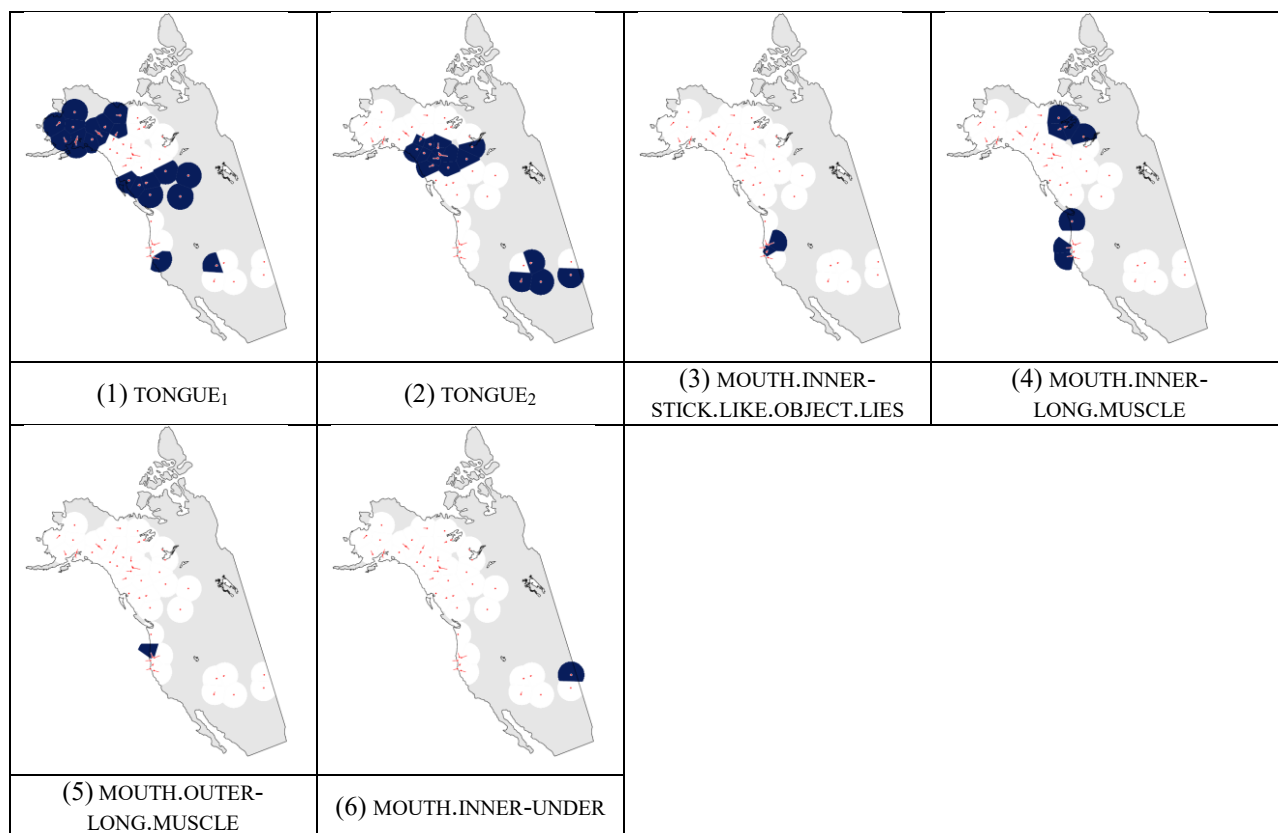 (1) TONGUE₁
(2) TONGUE₂
(3) MOUTH.INNER-
STICK.LIKE.OBJECT.LIES
(4) MOUTH.INNER-
LONG.MUSCLE
(5) MOUTH.OUTER-
LONG.MUSCLE
(6) MOUTH.INNER-UNDER